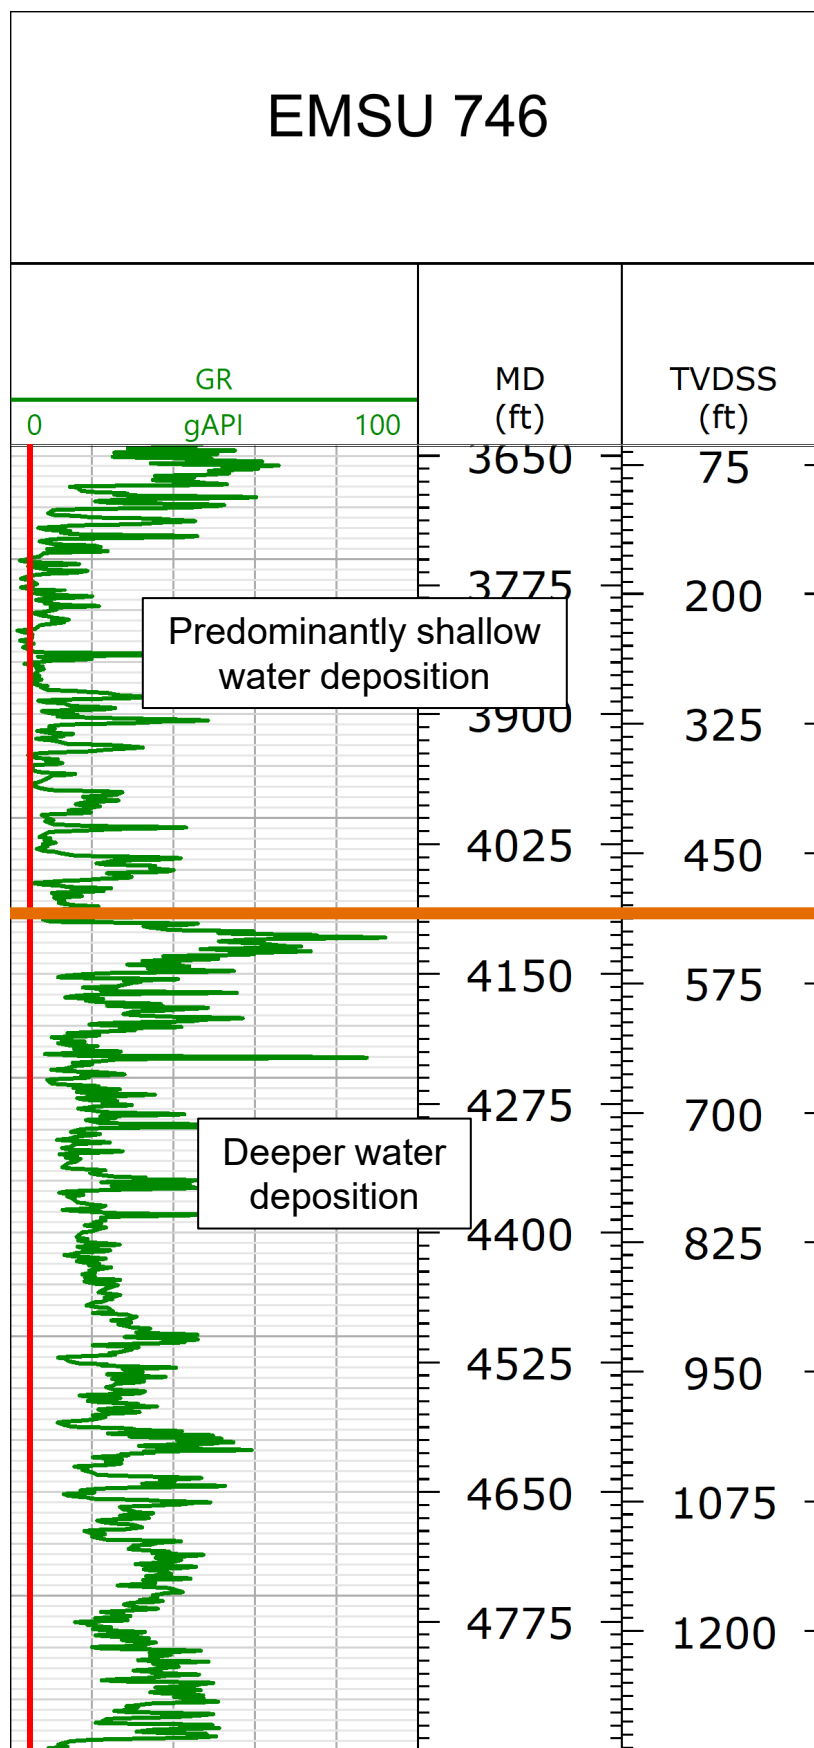 EMSU 746
GR
0 gAPI 100
MD
(ft)
TVDSS
(ft)
3650
75
3775
200
Predominantly shallow
water deposition
3900
325
4025
450
4150
575
4275
700
Deeper water
deposition
4400
825
4525
950
4650
1075
4775
1200